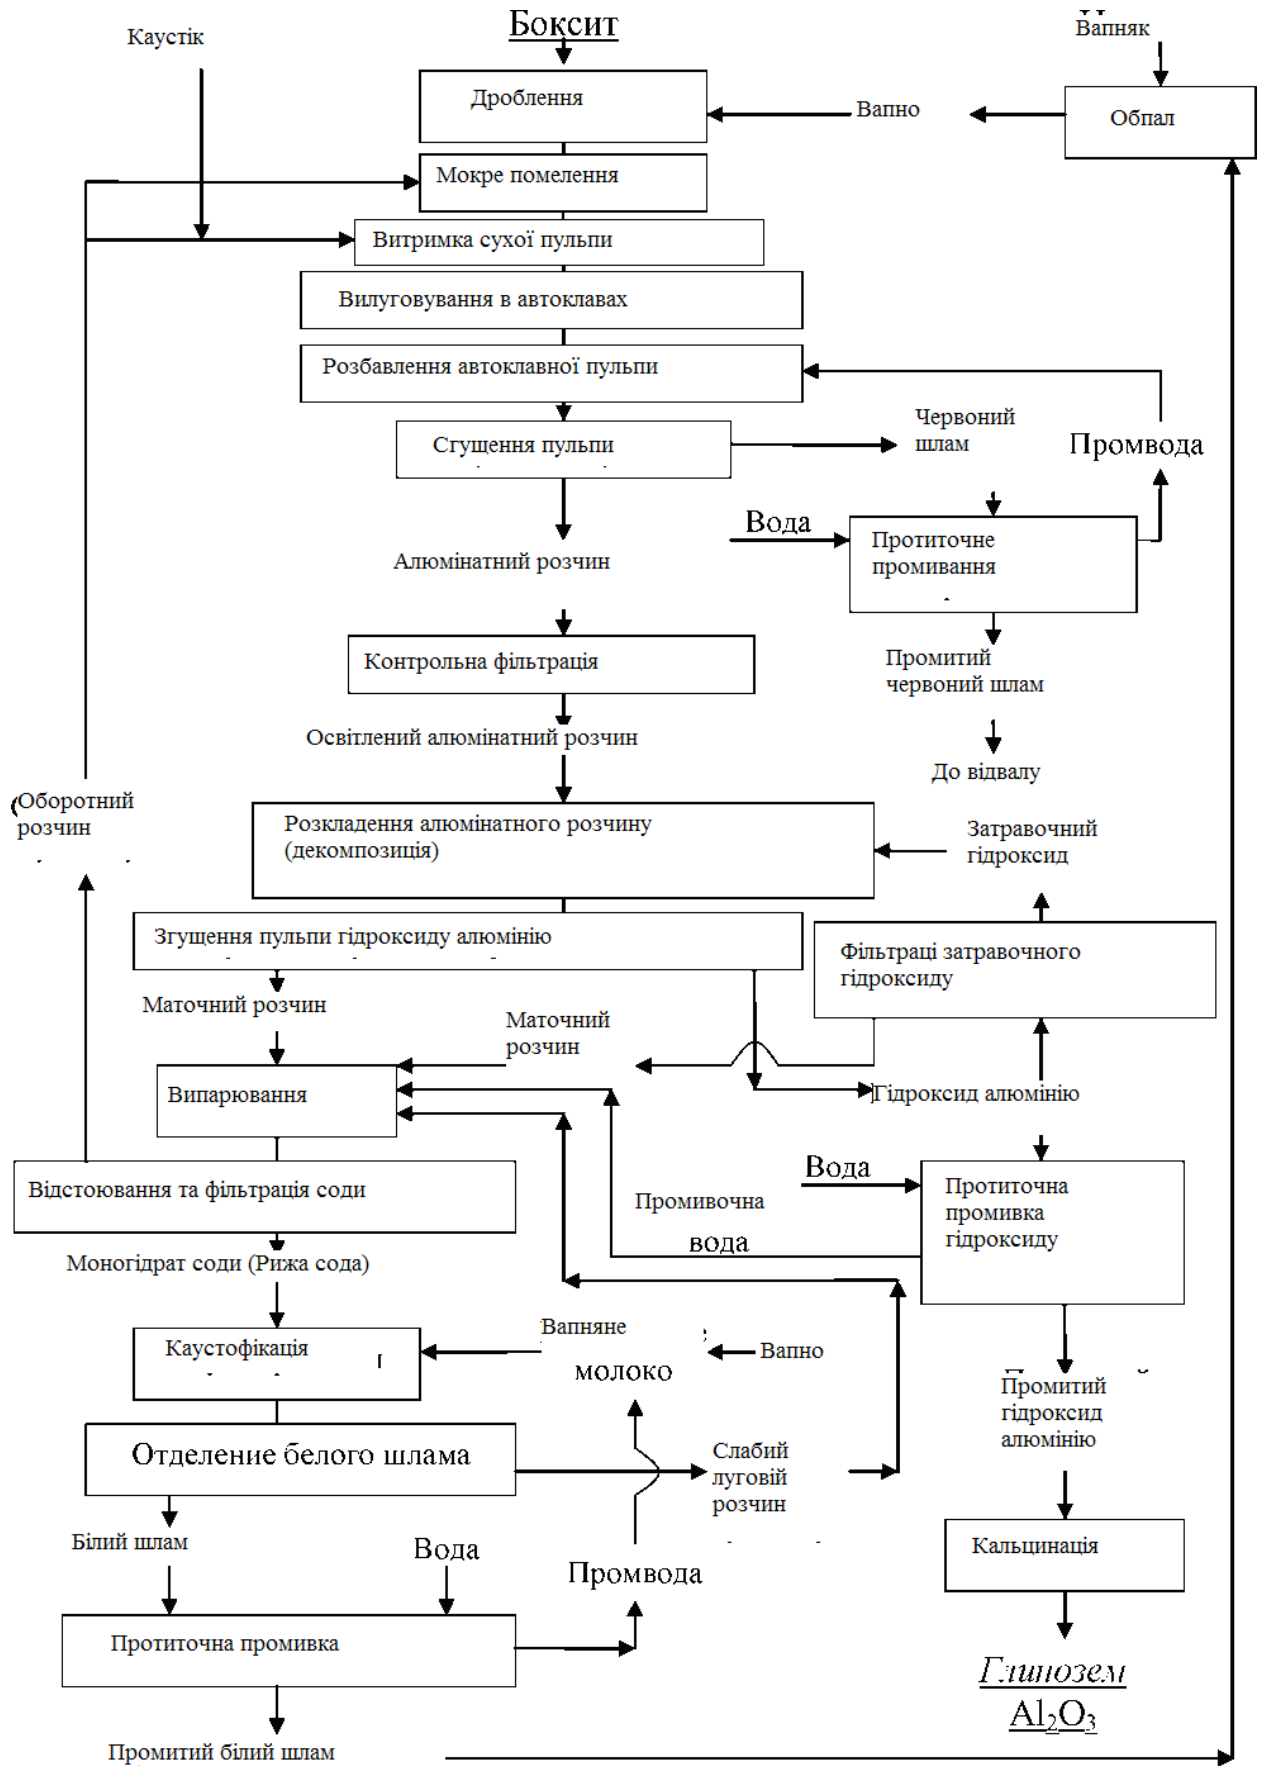 Боксит
Каустік
Вапняк
Дроблення
Вапно
Обпал
Мокре помелення
Витримка сухої пульпи
Вилуговування в автоклавах
Розбавлення автоклавної пульпи
Червоний
шлам
Сгущення пульпи
Промвода
Вода
Протиточне
промивання
Алюмінатний розчин
Контрольна фільтрація
Промитий
червоний шлам
Освітлений алюмінатний розчин
До відвалу
Оборотний
розчин
Розкладення алюмінатного розчину
(декомпозиція)
Затравочний
гідроксид
Згущення пульпи гідроксиду алюмінію
Фільтраці затравочного
гідроксиду
Маточний розчин
Маточний
розчин
Випарювання
Гідроксид алюмінію
Вода
Відстоювання та фільтрація соди
Промивочна
вода
Протиточна
промивка
гідроксиду
Моногідрат соди (Рижа сода)
Каустофікація
Вапняне
молоко
Вапно
Промитий
гідроксид
алюмінію
Отделение белого шлама
Слабий
луговій
розчин
Білий шлам
Вода
Промвода
Кальцинація
Протиточна промивка
Глинозем
Al₂O₃
Промитий білий шлам